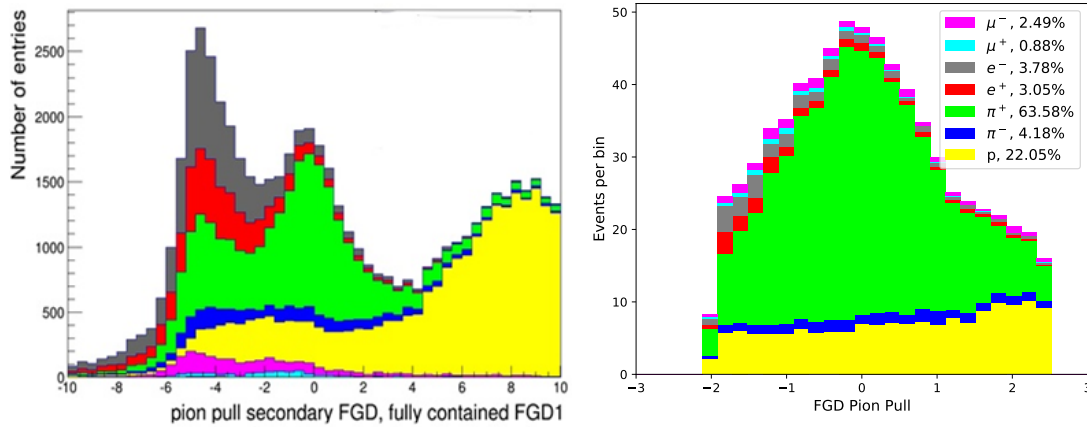 Number of entries
2500
2000
1500
1000
500
0
-10 -8 -6 -4 -2 0 2 4 6 8 10
pion pull secondary FGD, fully contained FGD1
Events per bin
50
40
30
20
10
0
−3 −2 −1 0 1 2 3
FGD Pion Pull
μ⁻, 2.49%
μ⁺, 0.88%
e⁻, 3.78%
e⁺, 3.05%
π⁺, 63.58%
π⁻, 4.18%
p, 22.05%